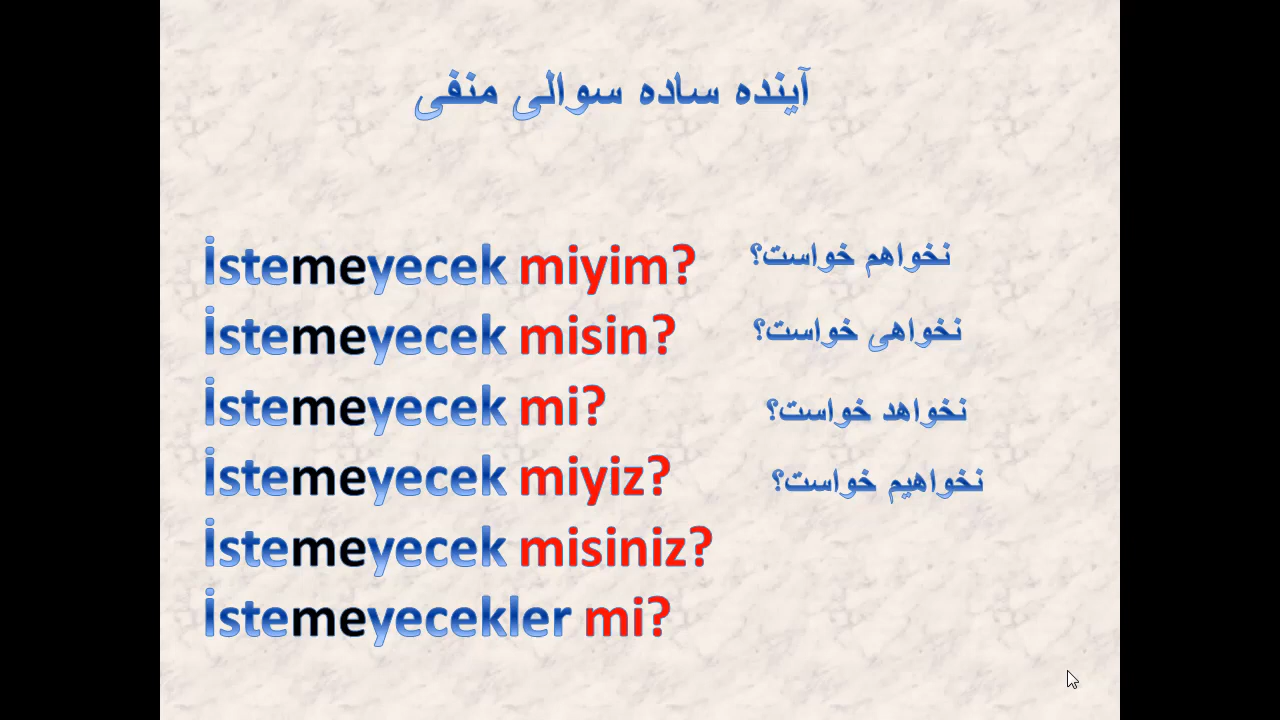 آینده ساده سوالی منفی
İstemeyecek miyim? نخواهم خواست؟
İstemeyecek misin? نخواهی خواست؟
İstemeyecek mi? نخواهد خواست؟
İstemeyecek miyiz? نخواهیم خواست؟
İstemeyecek misiniz?
İstemeyecekler mi?